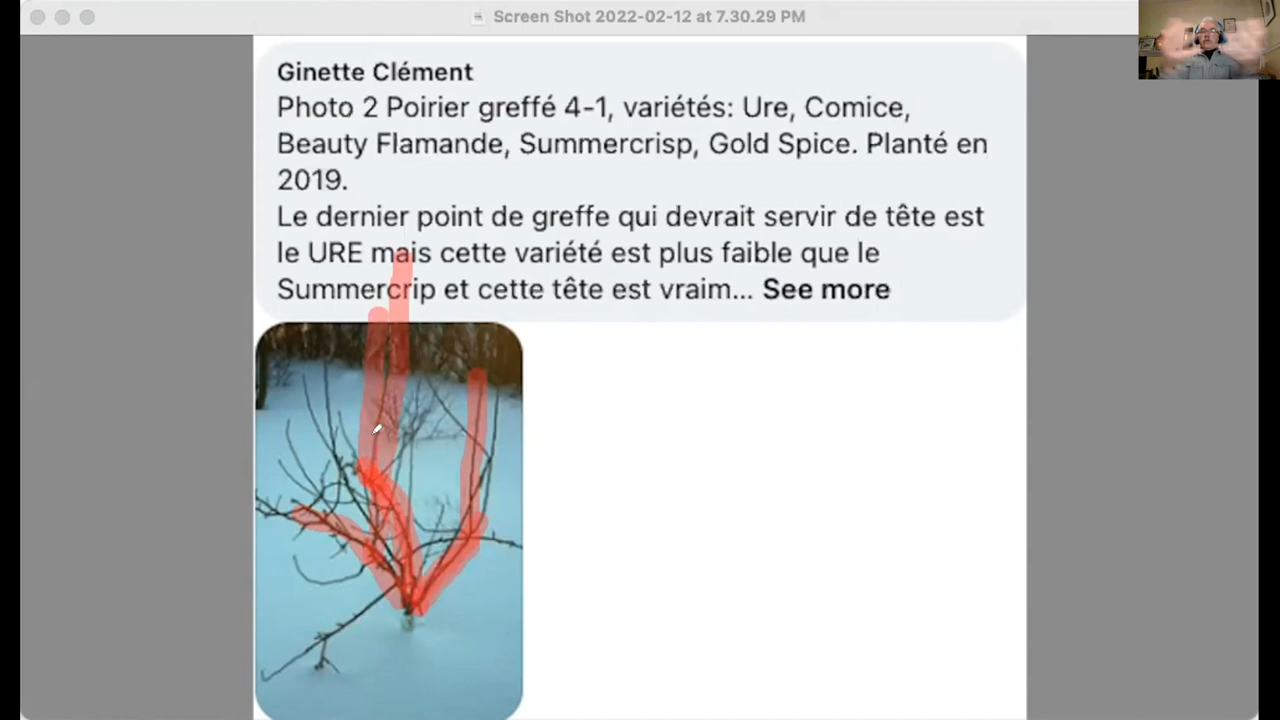 Screen Shot 2022-02-12 at 7.30.29 PM
Ginette Clément
Photo 2 Poirier greffé 4-1, variétés: Ure, Comice,
Beauty Flamande, Summercrisp, Gold Spice. Planté en
2019.
Le dernier point de greffe qui devrait servir de tête est
le URE mais cette variété est plus faible que le
Summercrip et cette tête est vraim... See more